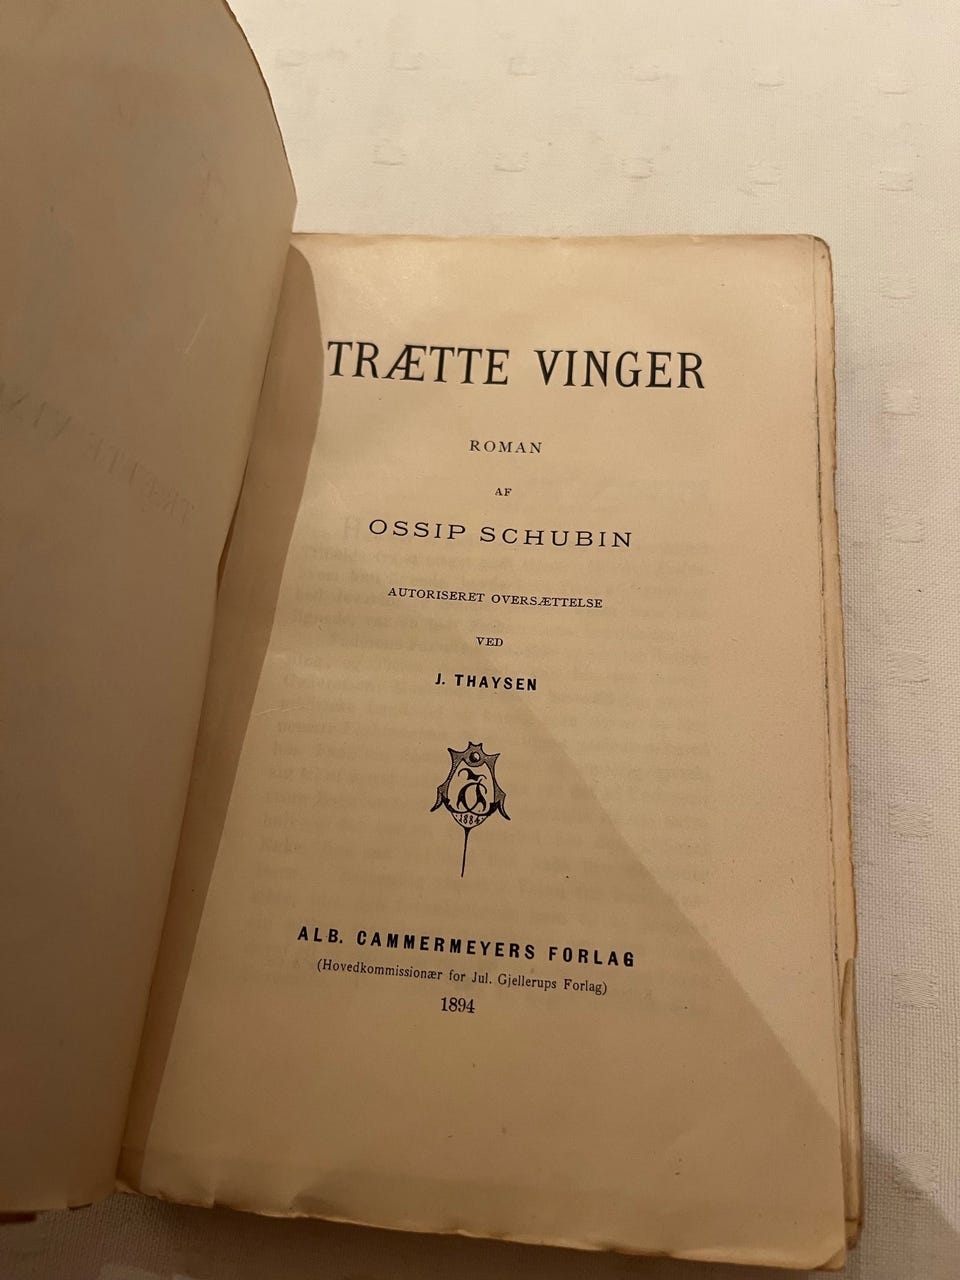 TRÆTTE VINGER
ROMAN
AF
OSSIP SCHUBIN
AUTORISERET OVERSÆTTELSE
VED
J. THAYSEN
1884
ALB. CAMMERMEYERS FORLAG
(Hovedkommissionær for Jul. Gjellerups Forlag)
1894